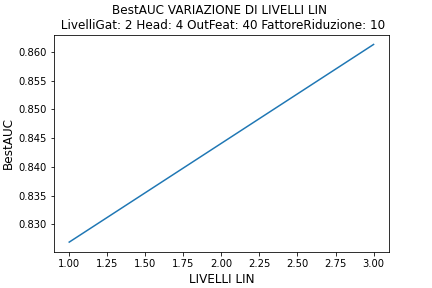 BestAUC VARIAZIONE DI LIVELLI LIN
LivelliGat: 2 Head: 4 OutFeat: 40 FattoreRiduzione: 10
0.860
0.855
0.850
0.845
0.840
0.835
0.830
BestAUC
1.00 1.25 1.50 1.75 2.00 2.25 2.50 2.75 3.00
LIVELLI LIN